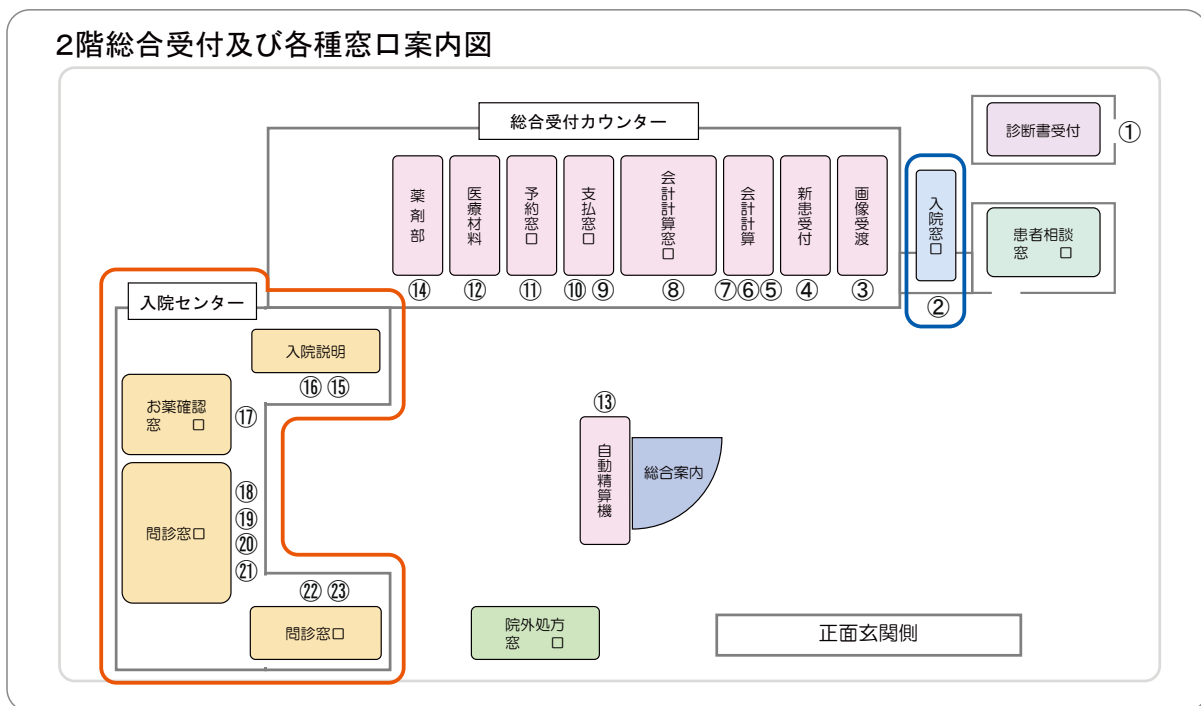 2階総合受付及び各種窓口案内図
総合受付カウンター
診断書受付
①
薬剤部
医療材料
予約窓口
支払窓口
会計計算窓口
会計計算
新患受付
画像受渡
入院窓口
患者相談
窓　　口
⑭
⑫
⑪
⑩ ⑨
⑧
⑦⑥⑤
④
③
②
入院センター
入院説明
⑯ ⑮
お薬確認
窓　　口
⑰
問診窓口
⑱
⑲
⑳
㉑
㉒ ㉓
問診窓口
⑬
自動精算機
総合案内
院外処方
窓　　口
正面玄関側